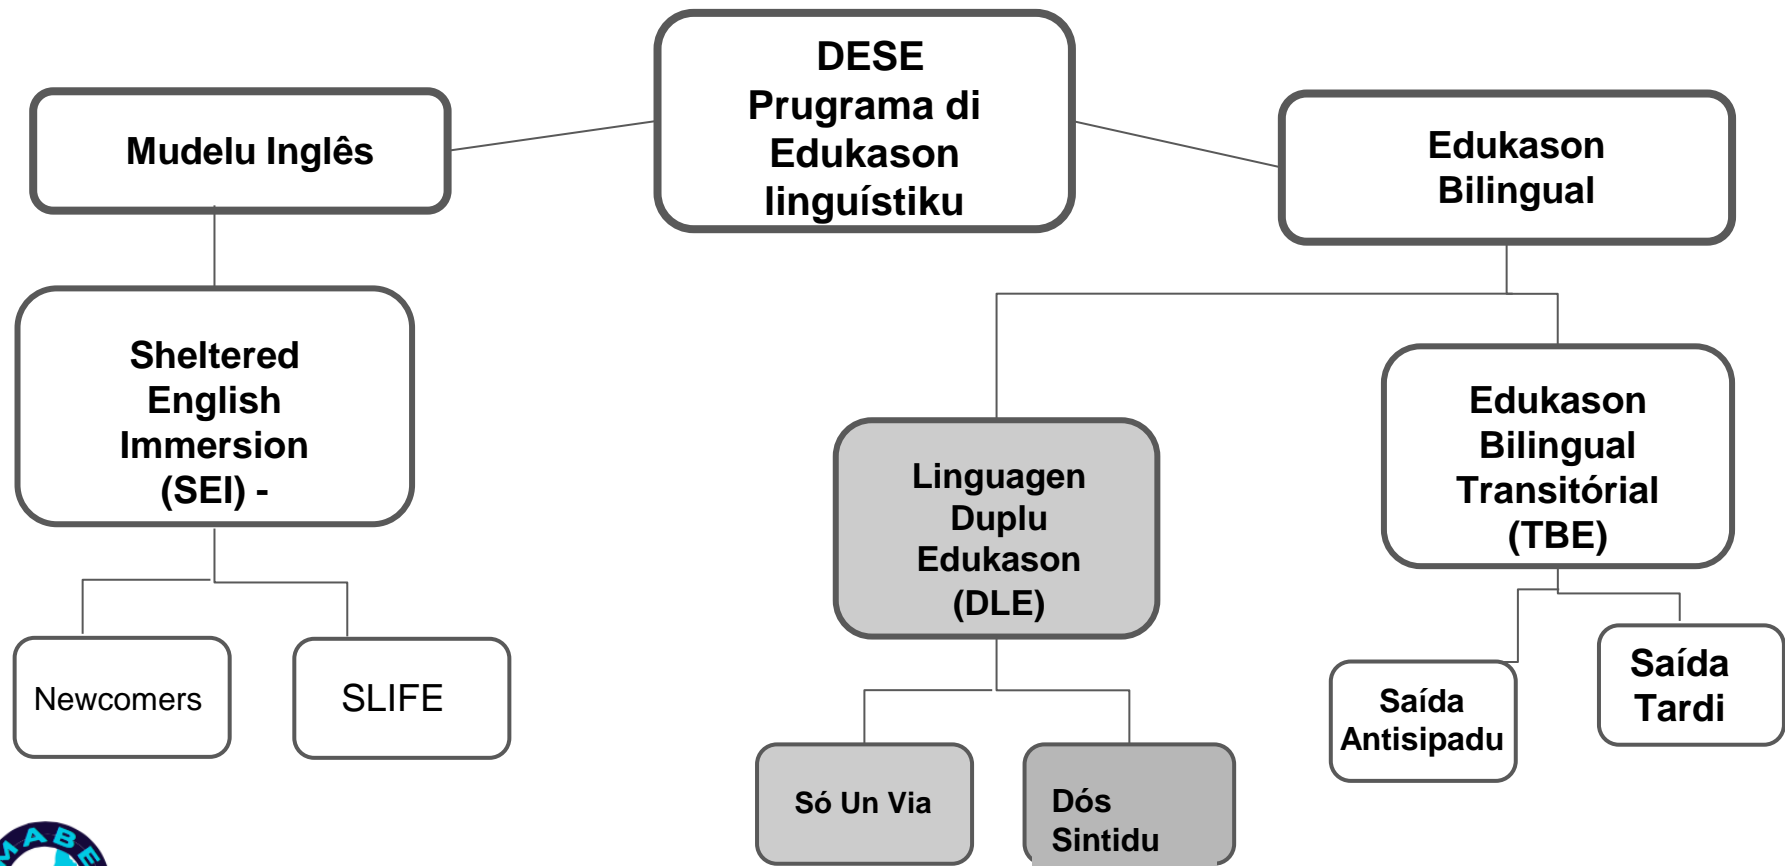 DESE
Prugrama di
Edukason
linguístiku
Mudelu Inglês
Edukason
Bilingual
Sheltered
English
Immersion
(SEI) -
Linguagen
Duplu
Edukason
(DLE)
Edukason
Bilingual
Transitórial
(TBE)
Newcomers
SLIFE
Só Un Via
Dós
Sintidu
Saída
Antisipadu
Saída
Tardi
MABE